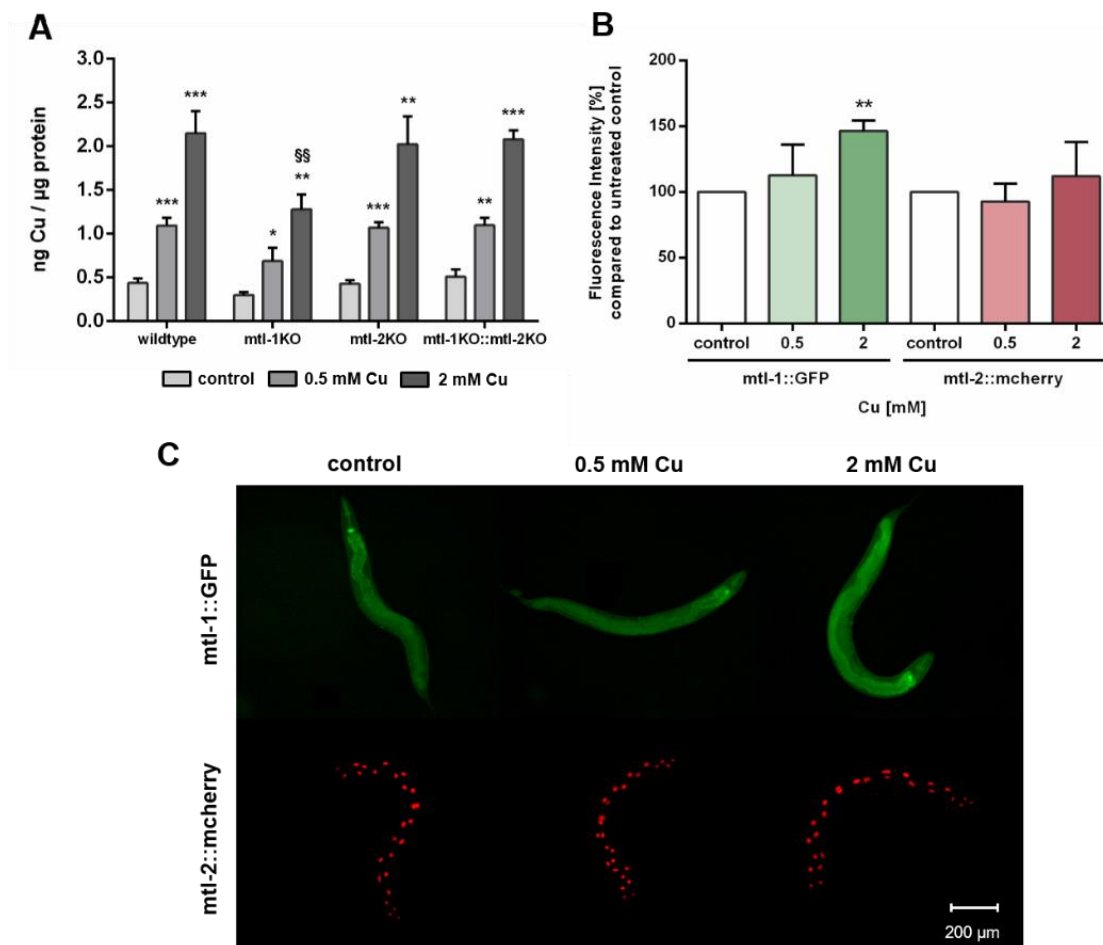 A
ng Cu / µg protein
3.0
2.5
2.0
1.5
1.0
0.5
0.0
***
***
§§
**
*
**
***
***
**
wildtype mtl-1KO mtl-2KO mtl-1KO::mtl-2KO
control 0.5 mM Cu 2 mM Cu
B
Fluorescence Intensity [%]
compared to untreated control
200
150
100
50
0
**
control 0.5 2 control 0.5 2
mtl-1::GFP mtl-2::mcherry
Cu [mM]
C
control 0.5 mM Cu 2 mM Cu
mtl-1::GFP
mtl-2::mcherry
200 µm